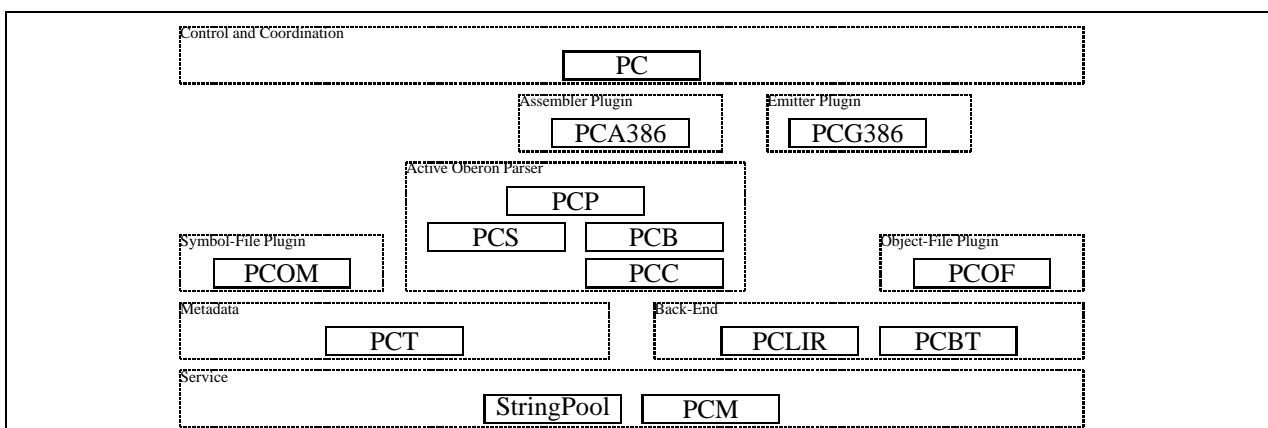 Control and Coordination
PC
Assembler Plugin
Emitter Plugin
PCA386
PCG386
Active Oberon Parser
PCP
PCS
PCB
Symbol-File Plugin
Object-File Plugin
PCOM
PCC
PCOF
Metadata
Back-End
PCT
PCLIR
PCBT
Service
StringPool
PCM